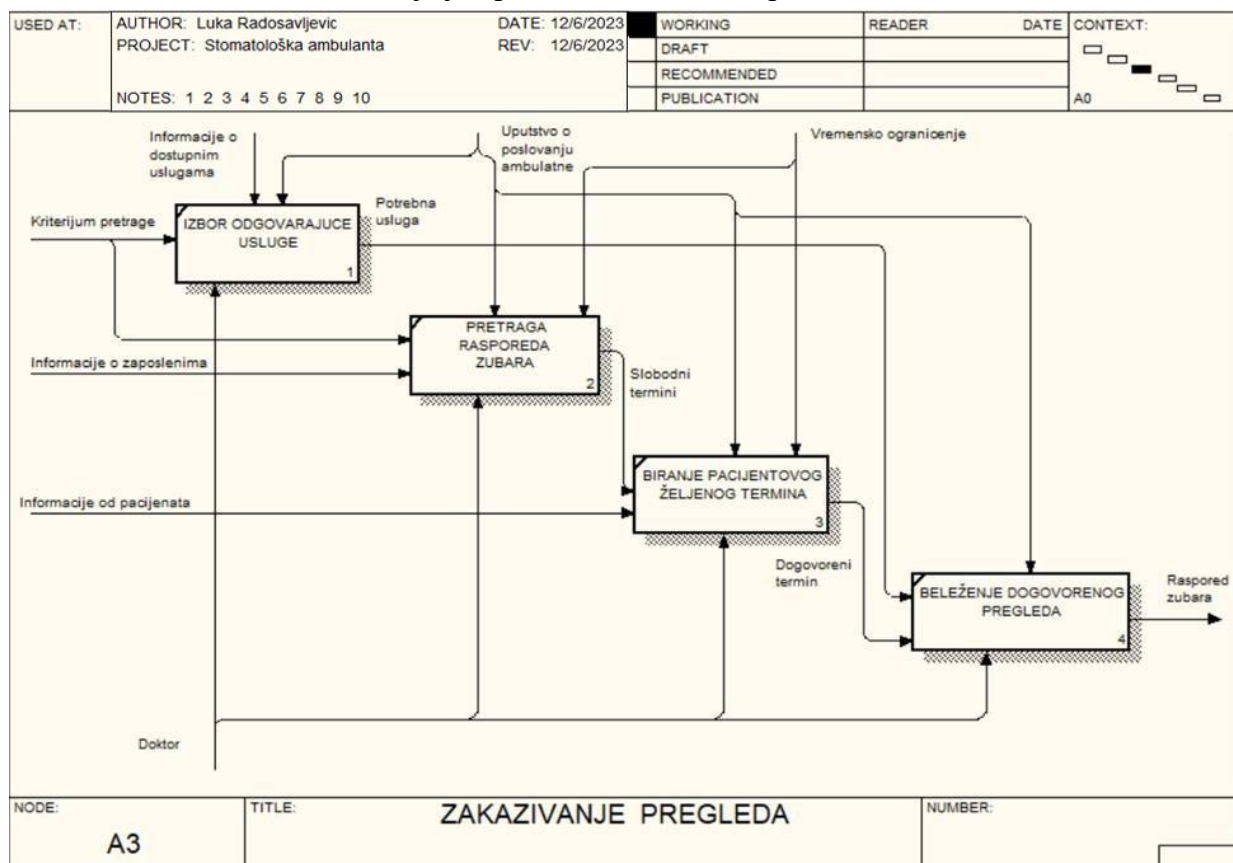 USED AT:
AUTHOR: Luka Radosavljevic
DATE: 12/6/2023
PROJECT: Stomatološka ambulanta
REV: 12/6/2023
NOTES: 1 2 3 4 5 6 7 8 9 10
WORKING
DRAFT
RECOMMENDED
PUBLICATION
READER
DATE
CONTEXT:
A0
Informacije o
dostupnim
uslugama
Uputstvo o
poslovanju
ambulatne
Vremensko ogranicenje
Kriterijum pretrage
IZBOR ODGOVARAJUCE
USLUGE
1
Potrebna
usluga
Informacije o zaposlenima
PRETRAGA
RASPOREDA
ZUBARA
2
Slobodni
termini
Informacije od pacijenata
BIRANJE PACIJENTOVOG
ŽELJENOG TERMINA
3
Dogovoreni
termin
BELEŽENJE DOGOVORENOG
PREGLEDA
4
Raspored
zubara
Doktor
NODE:
A3
TITLE:
ZAKAZIVANJE PREGLEDA
NUMBER: